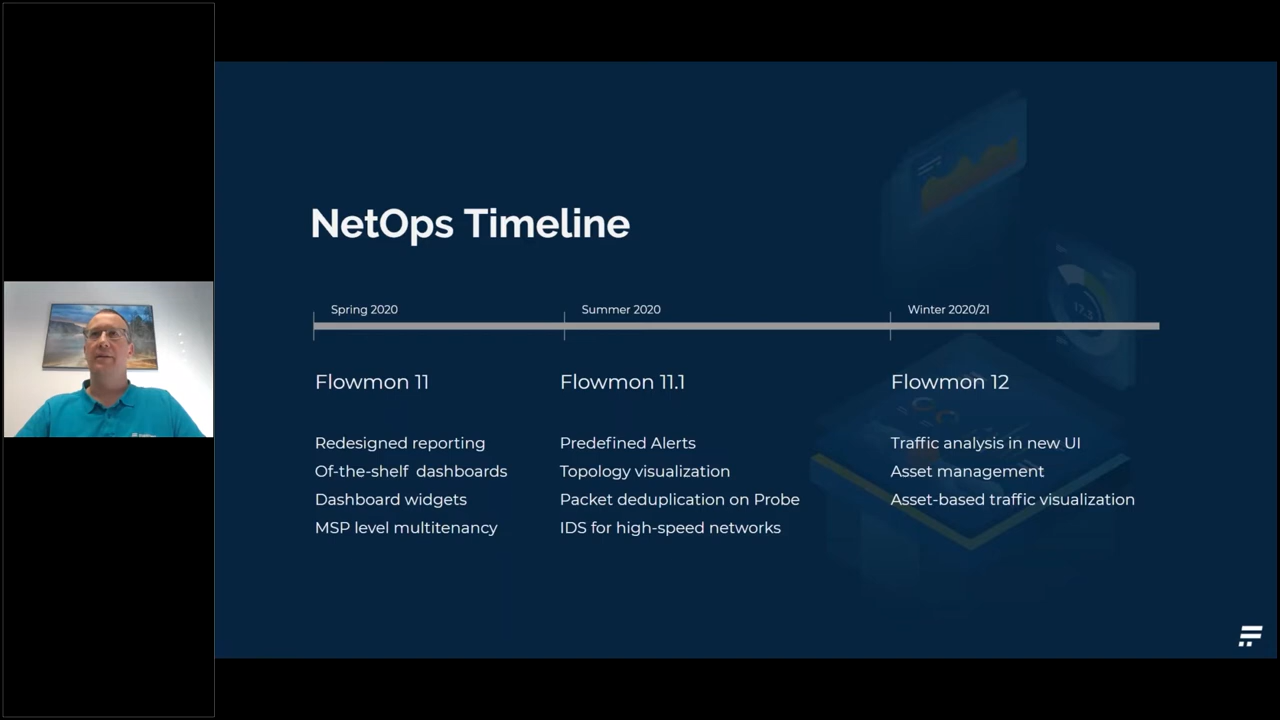 NetOps Timeline
Spring 2020
Summer 2020
Winter 2020/21
Flowmon 11
Flowmon 11.1
Flowmon 12
Redesigned reporting
Of-the-shelf dashboards
Dashboard widgets
MSP level multitenancy
Predefined Alerts
Topology visualization
Packet deduplication on Probe
IDS for high-speed networks
Traffic analysis in new UI
Asset management
Asset-based traffic visualization